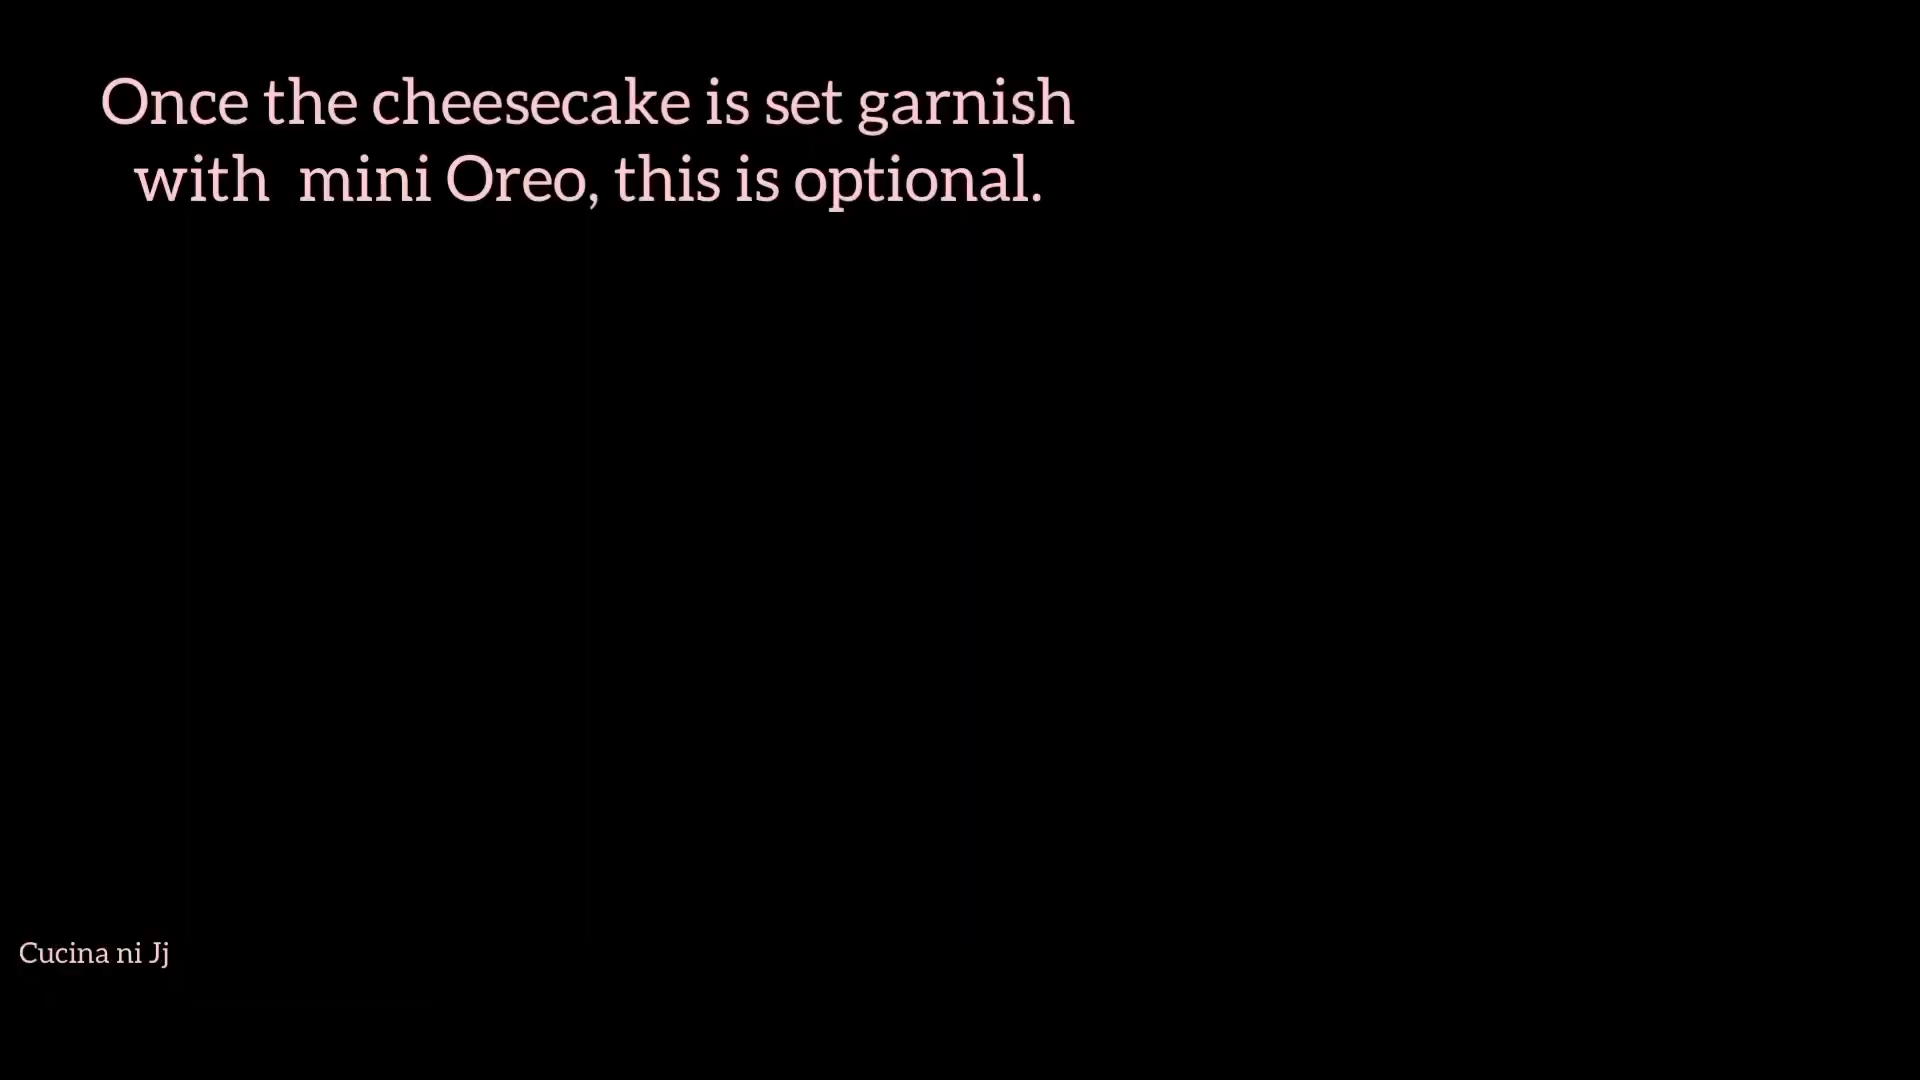 Once the cheesecake is set garnish
with  mini Oreo, this is optional.
Cucina ni Jj